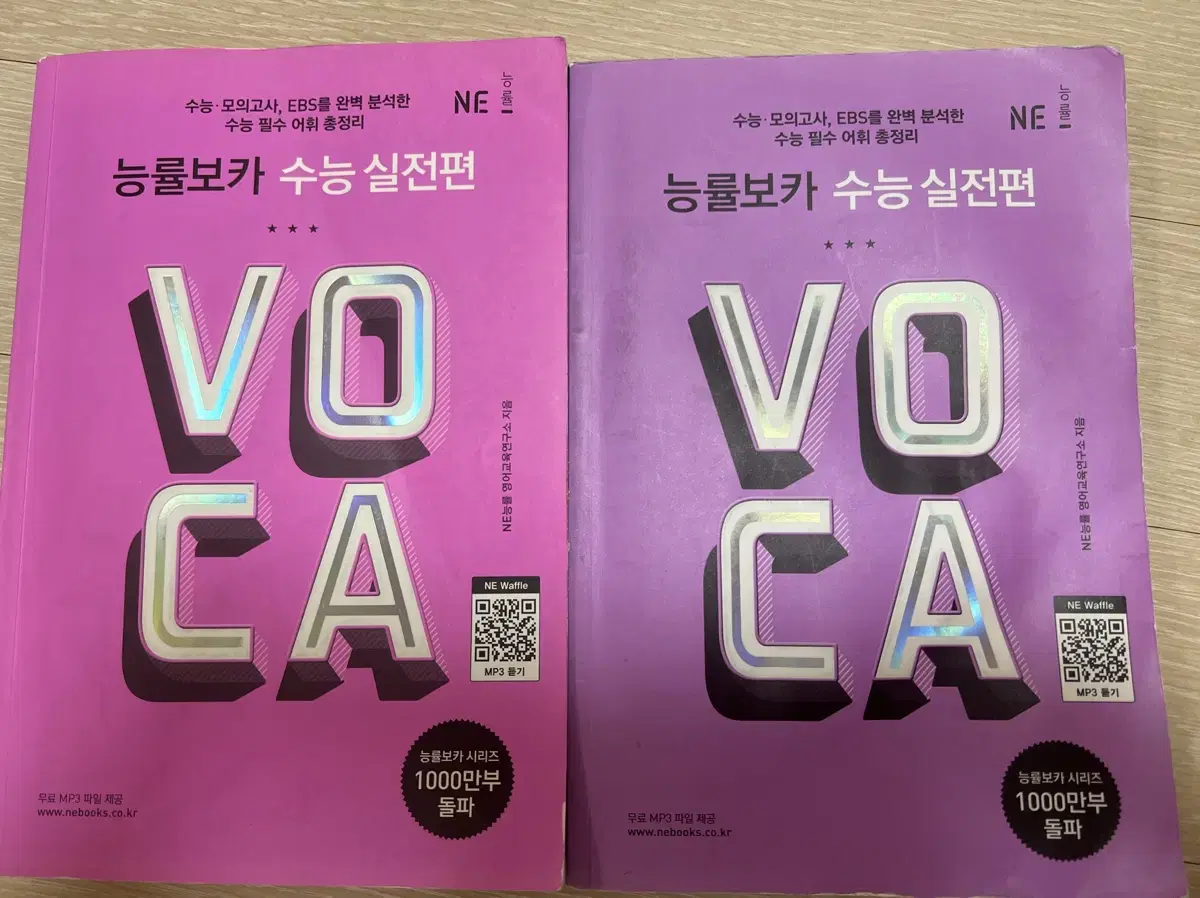 수능·모의고사, EBS를 완벽 분석한
수능 필수 어휘 총정리
NE 능률
능률보카 수능 실전편
VO
CA
NE능률 영어교육연구소 지음
NE Waffle
MP3 듣기
능률보카 시리즈
1000만부
돌파
무료 MP3 파일 제공
www.nebooks.co.kr
수능·모의고사, EBS를 완벽 분석한
수능 필수 어휘 총정리
NE 능률
능률보카 수능 실전편
VO
CA
NE능률 영어교육연구소 지음
NE Waffle
MP3 듣기
능률보카 시리즈
1000만부
돌파
무료 MP3 파일 제공
www.nebooks.co.kr